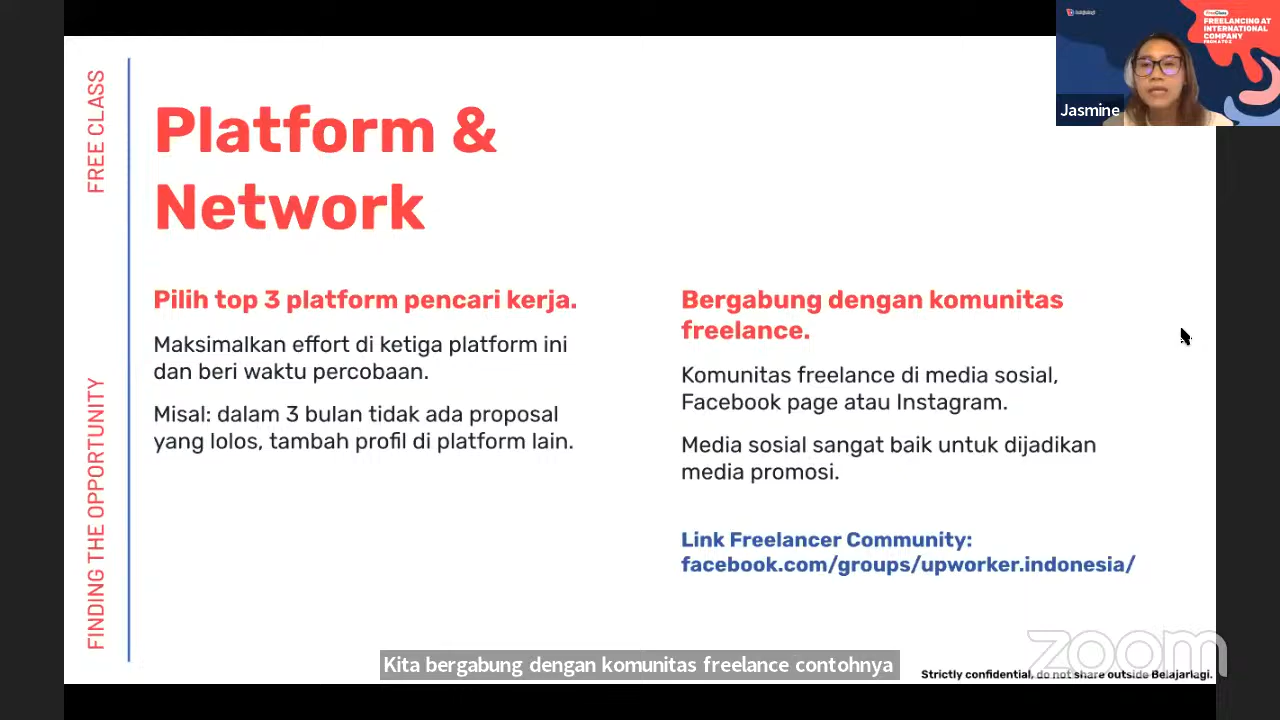 FREE CLASS
FINDING THE OPPORTUNITY
Platform &
Network
Pilih top 3 platform pencari kerja.
Maksimalkan effort di ketiga platform ini
dan beri waktu percobaan.
Misal: dalam 3 bulan tidak ada proposal
yang lolos, tambah profil di platform lain.
Bergabung dengan komunitas
freelance.
Komunitas freelance di media sosial,
Facebook page atau Instagram.
Media sosial sangat baik untuk dijadikan
media promosi.
Link Freelancer Community:
facebook.com/groups/upworker.indonesia/
FREELANCING AT
INTERNATIONAL
COMPANY
FROM A TO Z
Jasmine
Kita bergabung dengan komunitas freelance contohnya
zoom
Strictly confidential, do not share outside Belajarlagi.